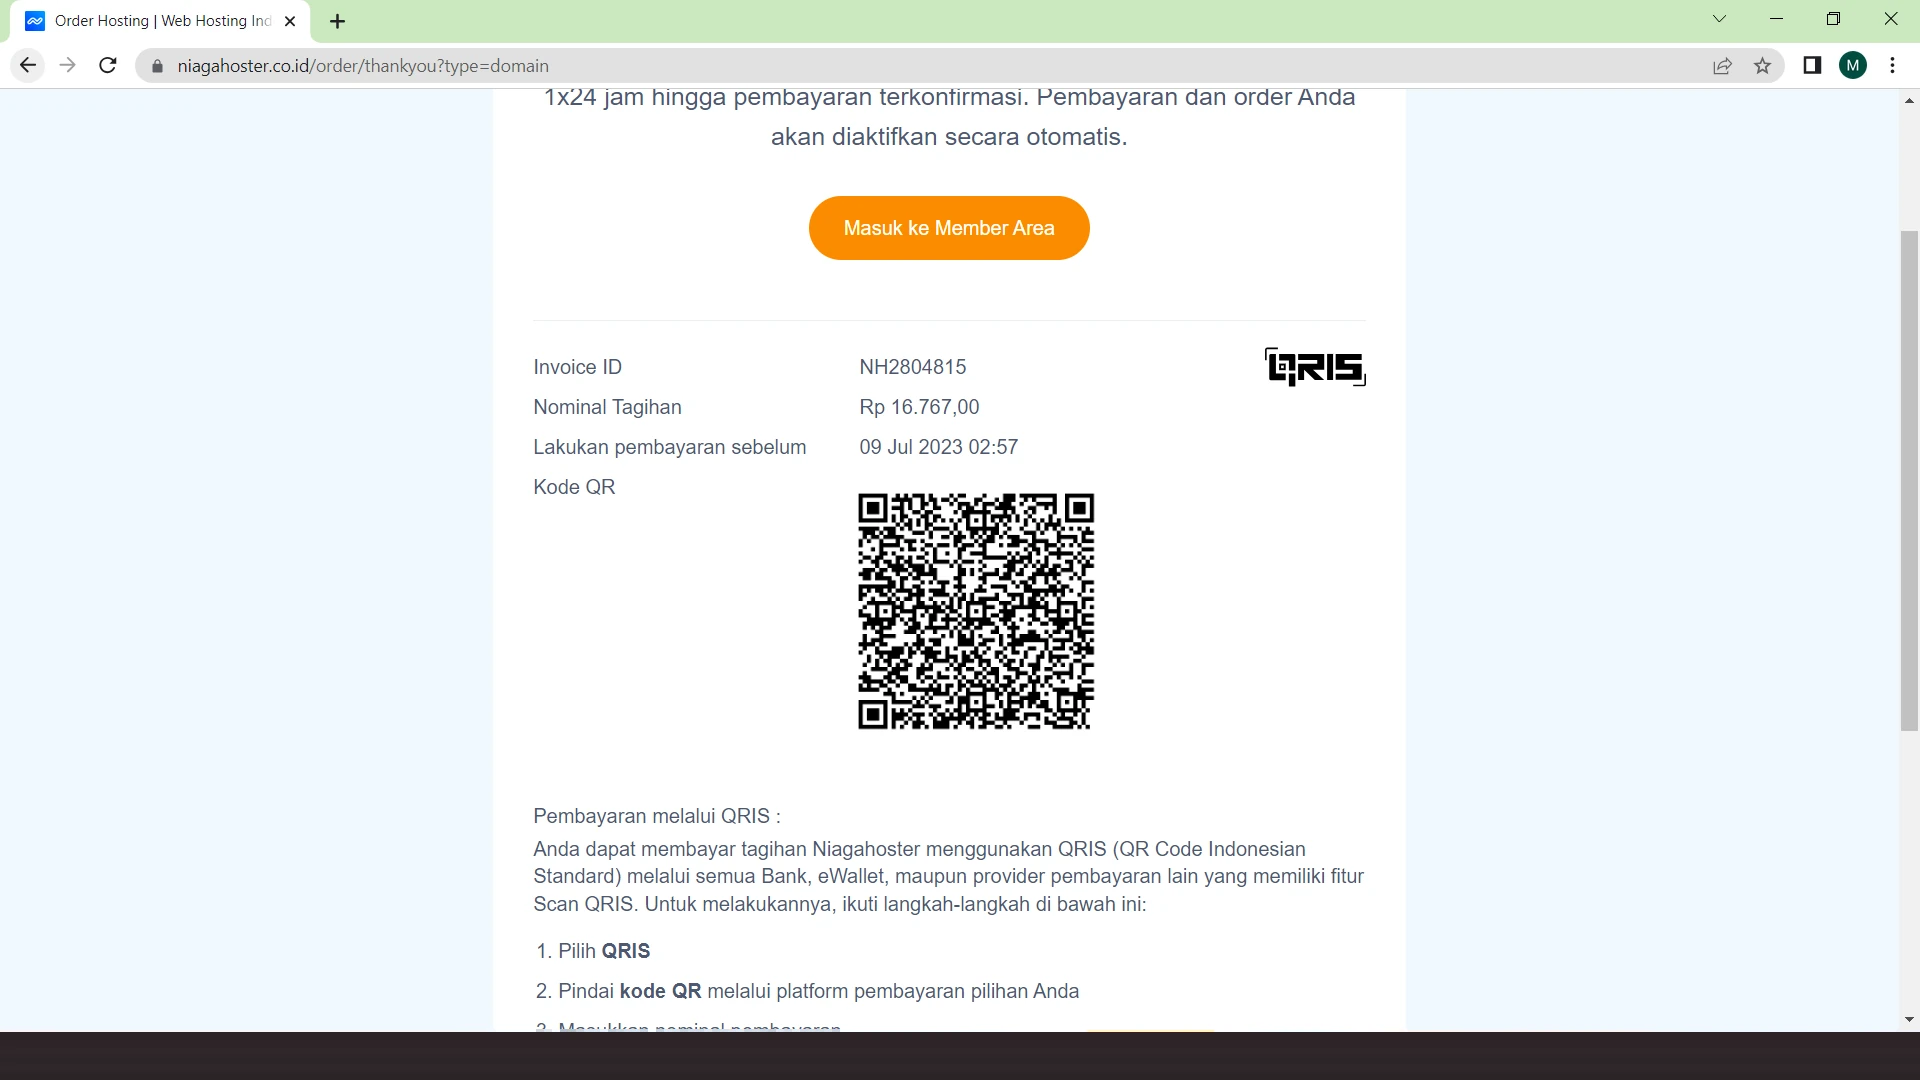 Order Hosting | Web Hosting Ind
niagahoster.co.id/order/thankyou?type=domain
M
1x24 jam hingga pembayaran terkonfirmasi. Pembayaran dan order Anda
akan diaktifkan secara otomatis.
Masuk ke Member Area
Invoice ID NH2804815
QRIS
Nominal Tagihan Rp 16.767,00
Lakukan pembayaran sebelum 09 Jul 2023 02:57
Kode QR
Pembayaran melalui QRIS :
Anda dapat membayar tagihan Niagahoster menggunakan QRIS (QR Code Indonesian
Standard) melalui semua Bank, eWallet, maupun provider pembayaran lain yang memiliki fitur
Scan QRIS. Untuk melakukannya, ikuti langkah-langkah di bawah ini:
1. Pilih QRIS
2. Pindai kode QR melalui platform pembayaran pilihan Anda
3. Masukkan nominal pembayaran